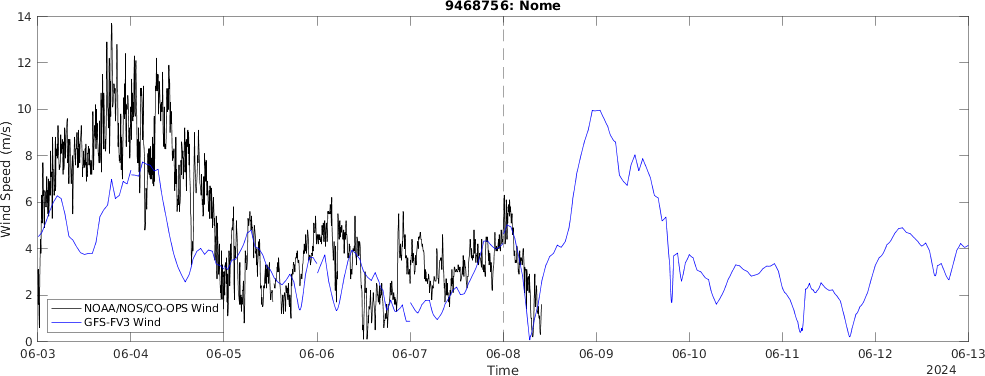 9468756: Nome
Wind Speed (m/s)
14
12
10
8
6
4
2
0
NOAA/NOS/CO-OPS Wind
GFS-FV3 Wind
06-03 06-04 06-05 06-06 06-07 06-08 06-09 06-10 06-11 06-12 06-13
Time
2024